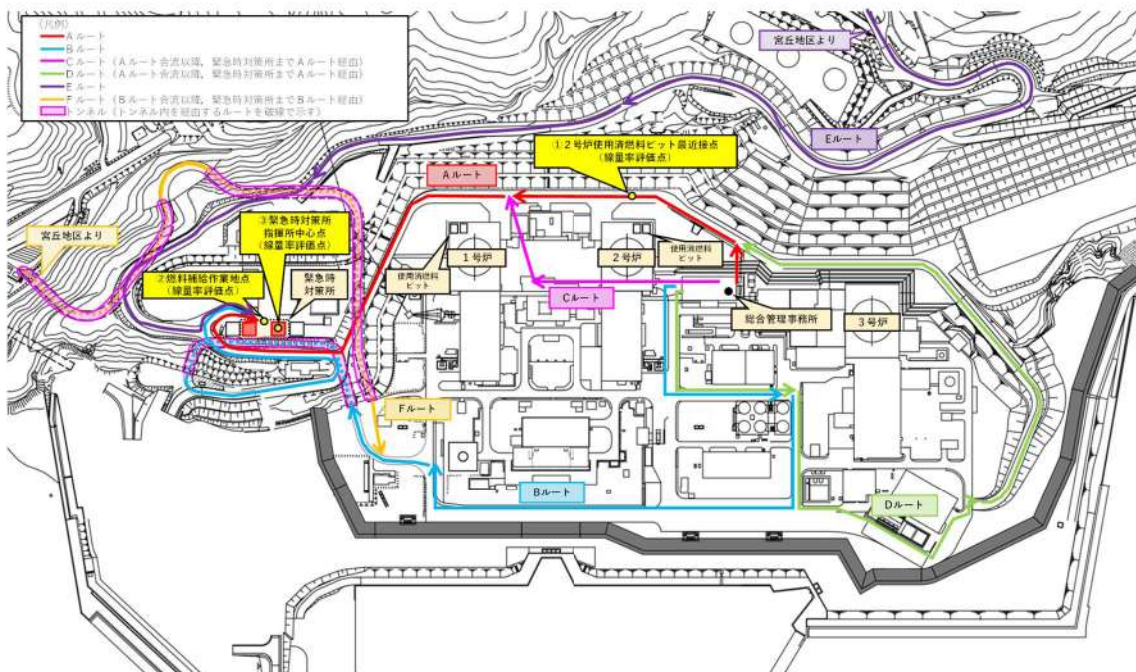 (凡例)
Aルート
Bルート
Cルート (Aルート合流以降, 緊急時対策所までAルート経由)
Dルート (Aルート合流以降, 緊急時対策所までAルート経由)
Eルート
Fルート (Bルート合流以降, 緊急時対策所までBルート経由)
トンネル (トンネル内を経由するルートを破線で示す)
宮丘地区より
Eルート
①2号炉使用済燃料ピット最近接点
(線量率評価点)
Aルート
③緊急時対策所
指揮所中心点
(線量率評価点)
宮丘地区より
②燃料補給作業地点
(線量率評価点)
緊急時
対策所
使用済燃料
ピット
1号炉
2号炉
使用済燃料
ピット
Cルート
総合管理事務所
3号炉
Fルート
Bルート
Dルート